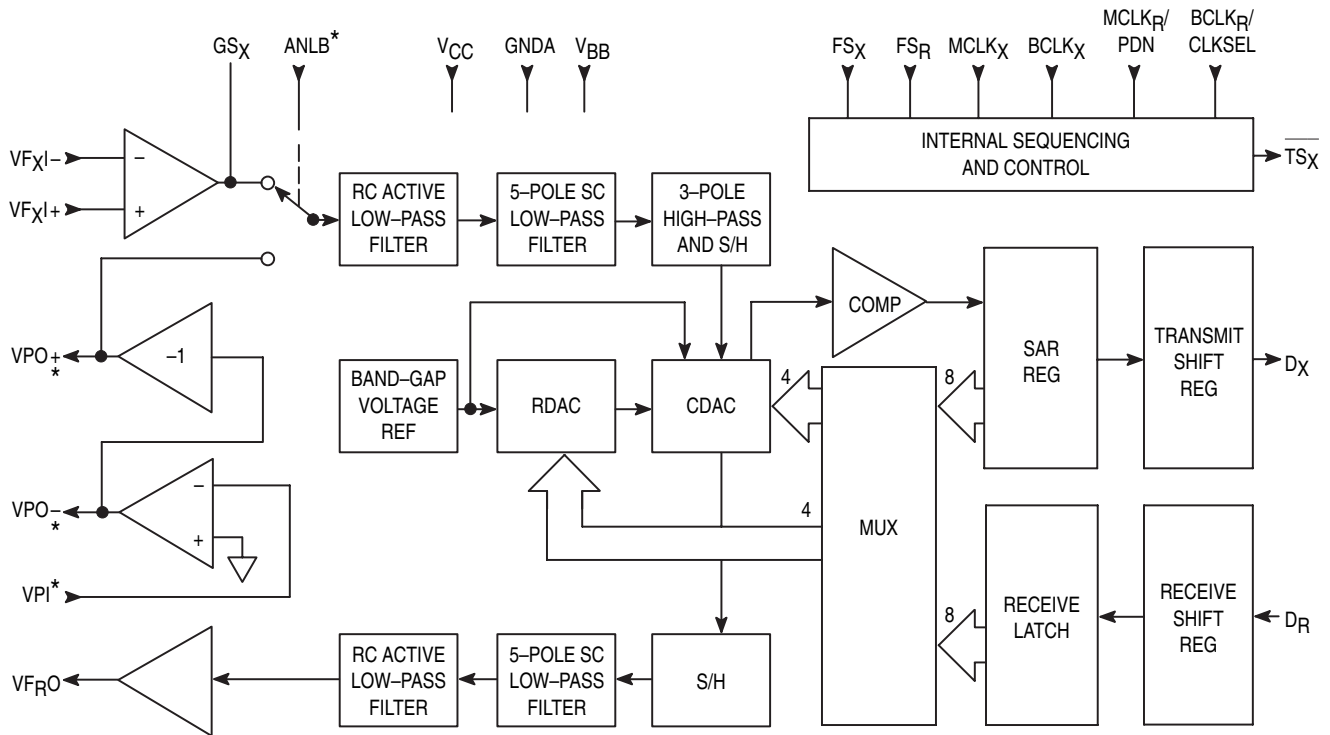 GSX
ANLB*
VCC
GNDA
VBB
FSX
FSR
MCLKX
BCLKX
MCLKR/
PDN
BCLKR/
CLKSEL
INTERNAL SEQUENCING
AND CONTROL
TSX
VFXI–
VFXI+
–
+
RC ACTIVE
LOW–PASS
FILTER
5–POLE SC
LOW–PASS
FILTER
3–POLE
HIGH–PASS
AND S/H
COMP
SAR
REG
TRANSMIT
SHIFT
REG
DX
VPO+
*
–1
BAND–GAP
VOLTAGE
REF
RDAC
CDAC
4
8
VPO–
*
–
+
4
MUX
VPI*
8
RECEIVE
LATCH
RECEIVE
SHIFT
REG
DR
VFRO
RC ACTIVE
LOW–PASS
FILTER
5–POLE SC
LOW–PASS
FILTER
S/H